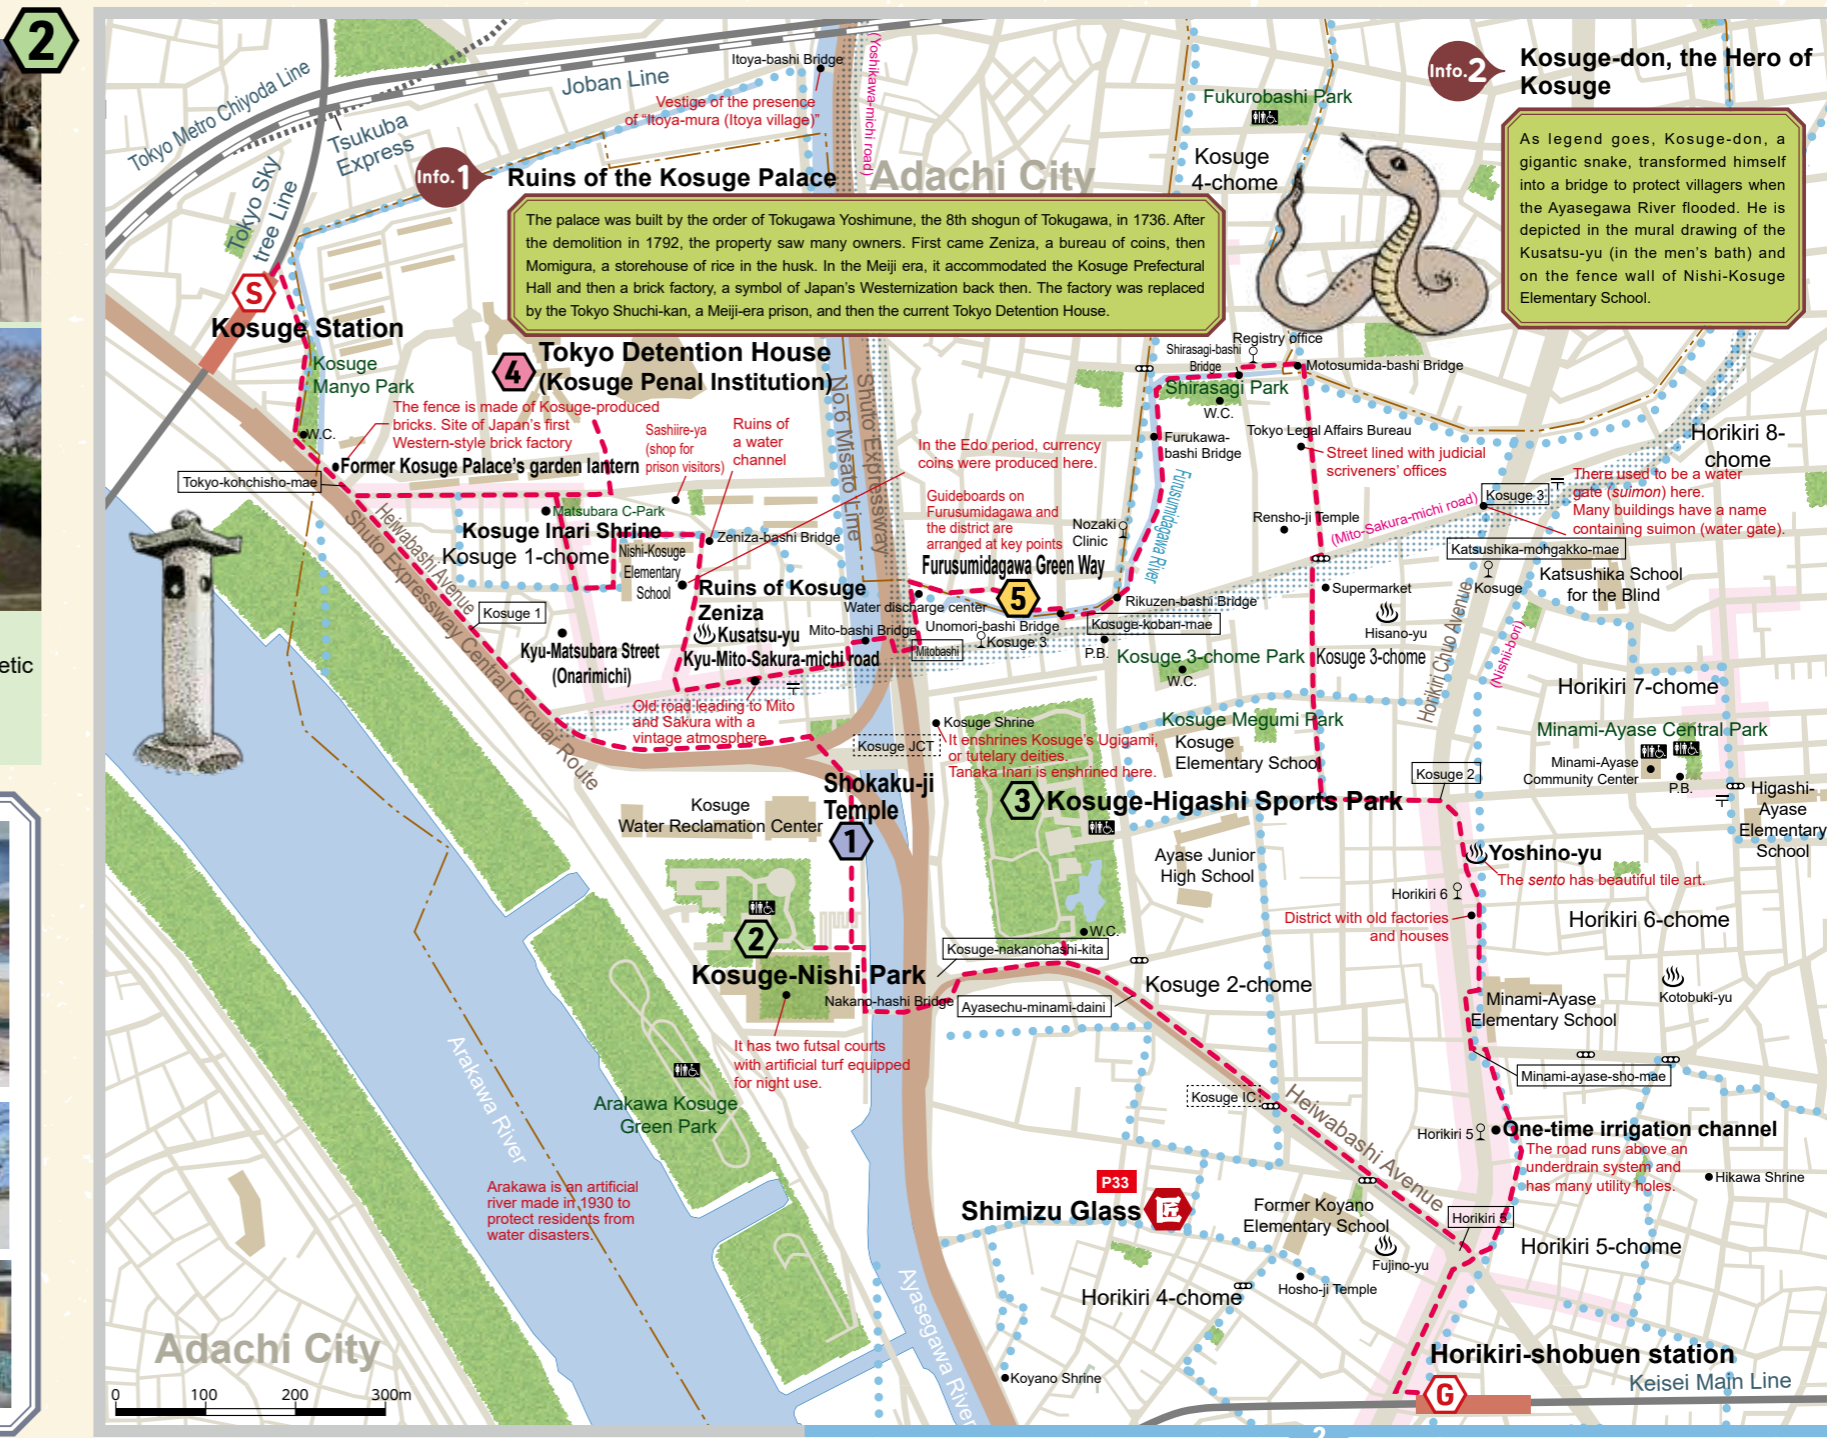 2
etic
Itoya-bashi Bridge
Vestige of the presence
of "Itoya-mura (Itoya village)"
(Yoshikawa-michi road)
Joban Line
Tokyo Metro Chiyoda Line
Tsukuba
Express
Tokyo Sky
tree Line
Adachi City
Info.1
Ruins of the Kosuge Palace
The palace was built by the order of Tokugawa Yoshimune, the 8th shogun of Tokugawa, in 1736. After
the demolition in 1792, the property saw many owners. First came Zeniza, a bureau of coins, then
Momigura, a storehouse of rice in the husk. In the Meiji era, it accommodated the Kosuge Prefectural
Hall and then a brick factory, a symbol of Japan's Westernization back then. The factory was replaced
by the Tokyo Shuchi-kan, a Meiji-era prison, and then the current Tokyo Detention House.
Fukurobashi Park
Kosuge
4-chome
Info.2
Kosuge-don, the Hero of
Kosuge
As legend goes, Kosuge-don, a
gigantic snake, transformed himself
into a bridge to protect villagers when
the Ayasegawa River flooded. He is
depicted in the mural drawing of the
Kusatsu-yu (in the men's bath) and
on the fence wall of Nishi-Kosuge
Elementary School.
S
Kosuge Station
Kosuge
Manyo Park
W.C.
4
Tokyo Detention House
(Kosuge Penal Institution)
The fence is made of Kosuge-produced
bricks. Site of Japan's first
Western-style brick factory
Former Kosuge Palace's garden lantern
Tokyo-kohchisho-mae
Sashiire-ya
(shop for
prison visitors)
Ruins of
a water
channel
No.6 Misato Line
Shuto Expressway
In the Edo period, currency
coins were produced here.
Guideboards on
Furusumidagawa and
the district are
arranged at key points
Furusumidagawa Green Way
5
Nozaki
Clinic
Registry office
Shirasagi-bashi
Bridge
Motosumida-bashi Bridge
Shirasagi Park
W.C.
Furukawa-
bashi Bridge
Furusumidagawa River
Tokyo Legal Affairs Bureau
Street lined with judicial
scriveners' offices
Rensho-ji Temple
(Mito-Sakura-michi road)
Horikiri 8-
chome
Kosuge 3
There used to be a water
gate (suimon) here.
Many buildings have a name
containing suimon (water gate).
Katsushika-mohgakko-mae
Kosuge
Katsushika School
for the Blind
Matsubara C-Park
Kosuge Inari Shrine
Kosuge 1-chome
Nishi-Kosuge
Elementary
School
Zeniza-bashi Bridge
Heiwabashi Avenue
Shuto Expressway Central Circular Route
Kosuge 1
Kyu-Matsubara Street
(Onarimichi)
Ruins of Kosuge
Zeniza
Kusatsu-yu
Kyu-Mito-Sakura-michi road
Old road leading to Mito
and Sakura with a
vintage atmosphere
Mito-bashi Bridge
Water discharge center
Mitobashi
Unomori-bashi Bridge
Kosuge 3
Rikuzen-bashi Bridge
Kosuge-koban-mae
P.B.
Kosuge 3-chome Park
W.C.
Supermarket
Hisano-yu
Kosuge 3-chome
Horikiri Chuo Avenue
(Nishii-bori)
Horikiri 7-chome
Minami-Ayase Central Park
Minami-Ayase
Community Center
P.B.
Higashi-
Ayase
Elementary
School
Kosuge Shrine
It enshrines Kosuge's Ugigami,
or tutelary deities.
Tanaka Inari is enshrined here.
Kosuge JCT
Kosuge Megumi Park
Kosuge
Elementary School
Kosuge 2
3
Kosuge-Higashi Sports Park
Shokaku-ji
Temple
1
Kosuge
Water Reclamation Center
Ayase Junior
High School
Yoshino-yu
The sento has beautiful tile art.
Horikiri 6
District with old factories
and houses
Horikiri 6-chome
W.C.
2
Kosuge-Nishi Park
Kosuge-nakanohashi-kita
Nakano-hashi Bridge
Ayasechu-minami-daini
Kosuge 2-chome
It has two futsal courts
with artificial turf equipped
for night use.
Kotobuki-yu
Minami-Ayase
Elementary School
Minami-ayase-sho-mae
Arakawa River
Arakawa Kosuge
Green Park
Kosuge IC
Heiwabashi Avenue
Horikiri 5
One-time irrigation channel
The road runs above an
underdrain system and
has many utility holes.
Hikawa Shrine
Arakawa is an artificial
river made in 1930 to
protect residents from
water disasters.
P33
Shimizu Glass
匠
Former Koyano
Elementary School
Horikiri 5
Fujino-yu
Horikiri 5-chome
Hosho-ji Temple
Horikiri 4-chome
Ayasegawa River
Koyano Shrine
Adachi City
0 100 200 300m
Horikiri-shobuen station
G
Keisei Main Line
2